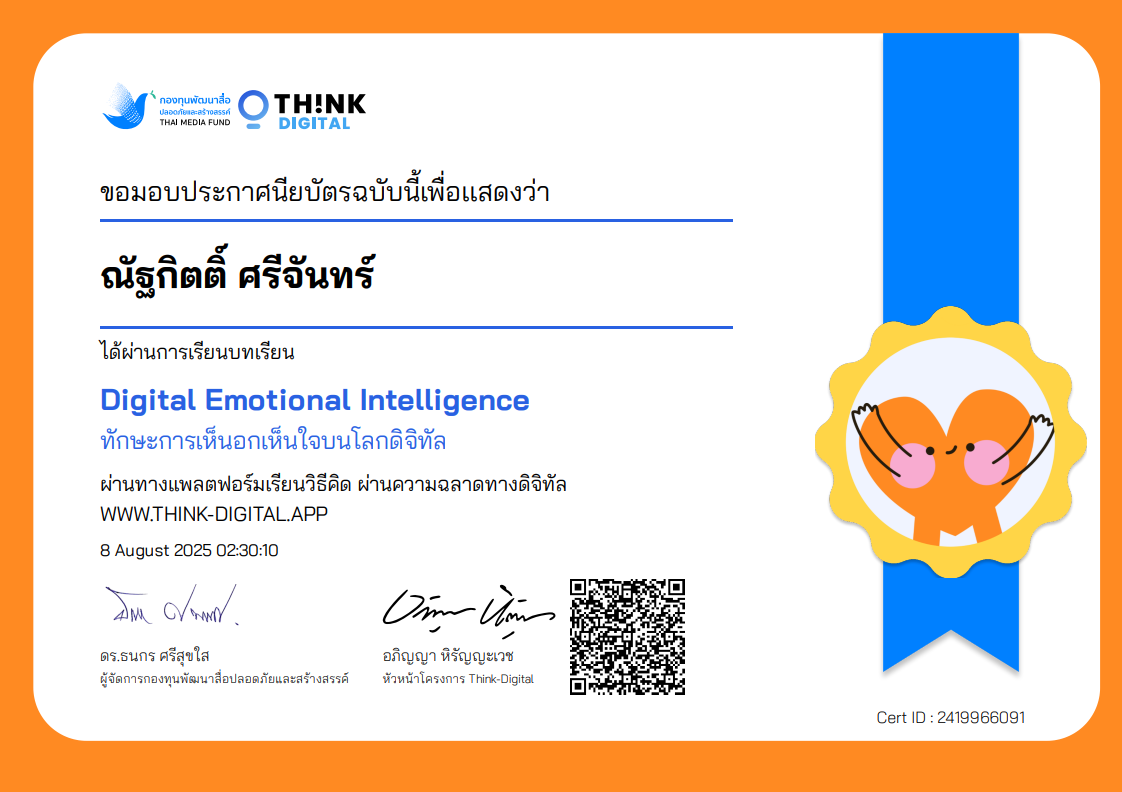 กองทุนพัฒนาสื่อ
ปลอดภัยและสร้างสรรค์
THAI MEDIA FUND
TH!NK
DIGITAL
ขอมอบประกาศนียบัตรฉบับนี้เพื่อแสดงว่า
ณัฐกิตติ์ ศรีจันทร์
ได้ผ่านการเรียนบทเรียน
Digital Emotional Intelligence
ทักษะการเห็นอกเห็นใจบนโลกดิจิทัล
ผ่านทางแพลตฟอร์มเรียนวิธีคิด ผ่านความฉลาดทางดิจิทัล
WWW.THINK-DIGITAL.APP
8 August 2025 02:30:10
ดร.ธนกร ศรีสุขใส
ผู้จัดการกองทุนพัฒนาสื่อปลอดภัยและสร้างสรรค์
อภิญญา หิรัญญะเวช
หัวหน้าโครงการ Think-Digital
Cert ID : 2419966091